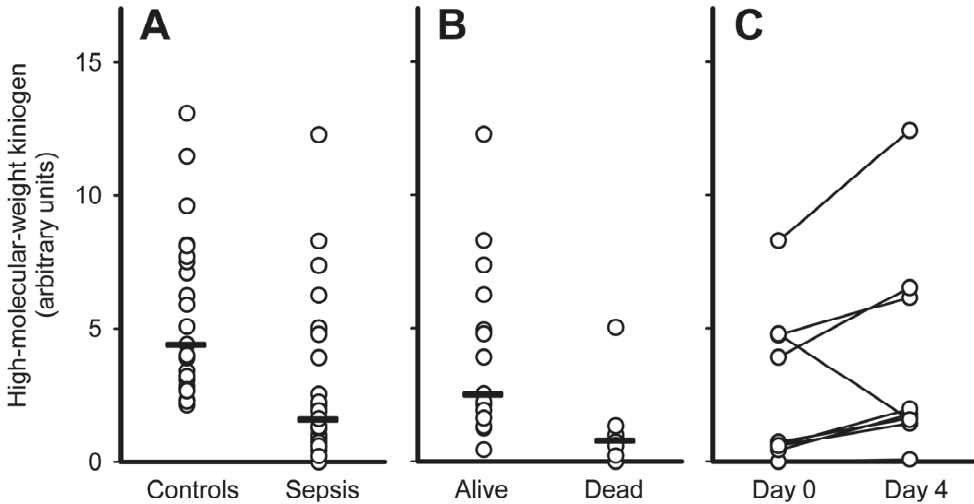 A
B
C
High-molecular-weight kiniogen
(arbitrary units)
15
10
5
0
Controls
Sepsis
Alive
Dead
Day 0
Day 4